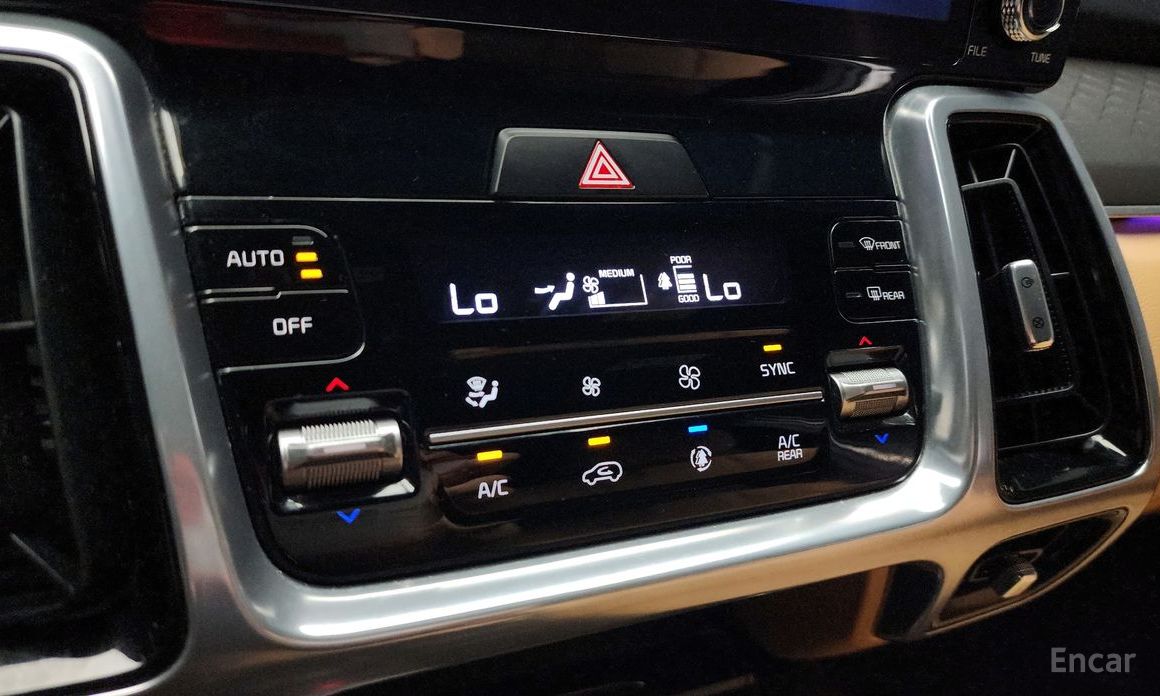 FILE
TUNE
AUTO
OFF
Lo
MEDIUM
POOR
GOOD
Lo
FRONT
REAR
SYNC
A/C
A/C
REAR
Encar